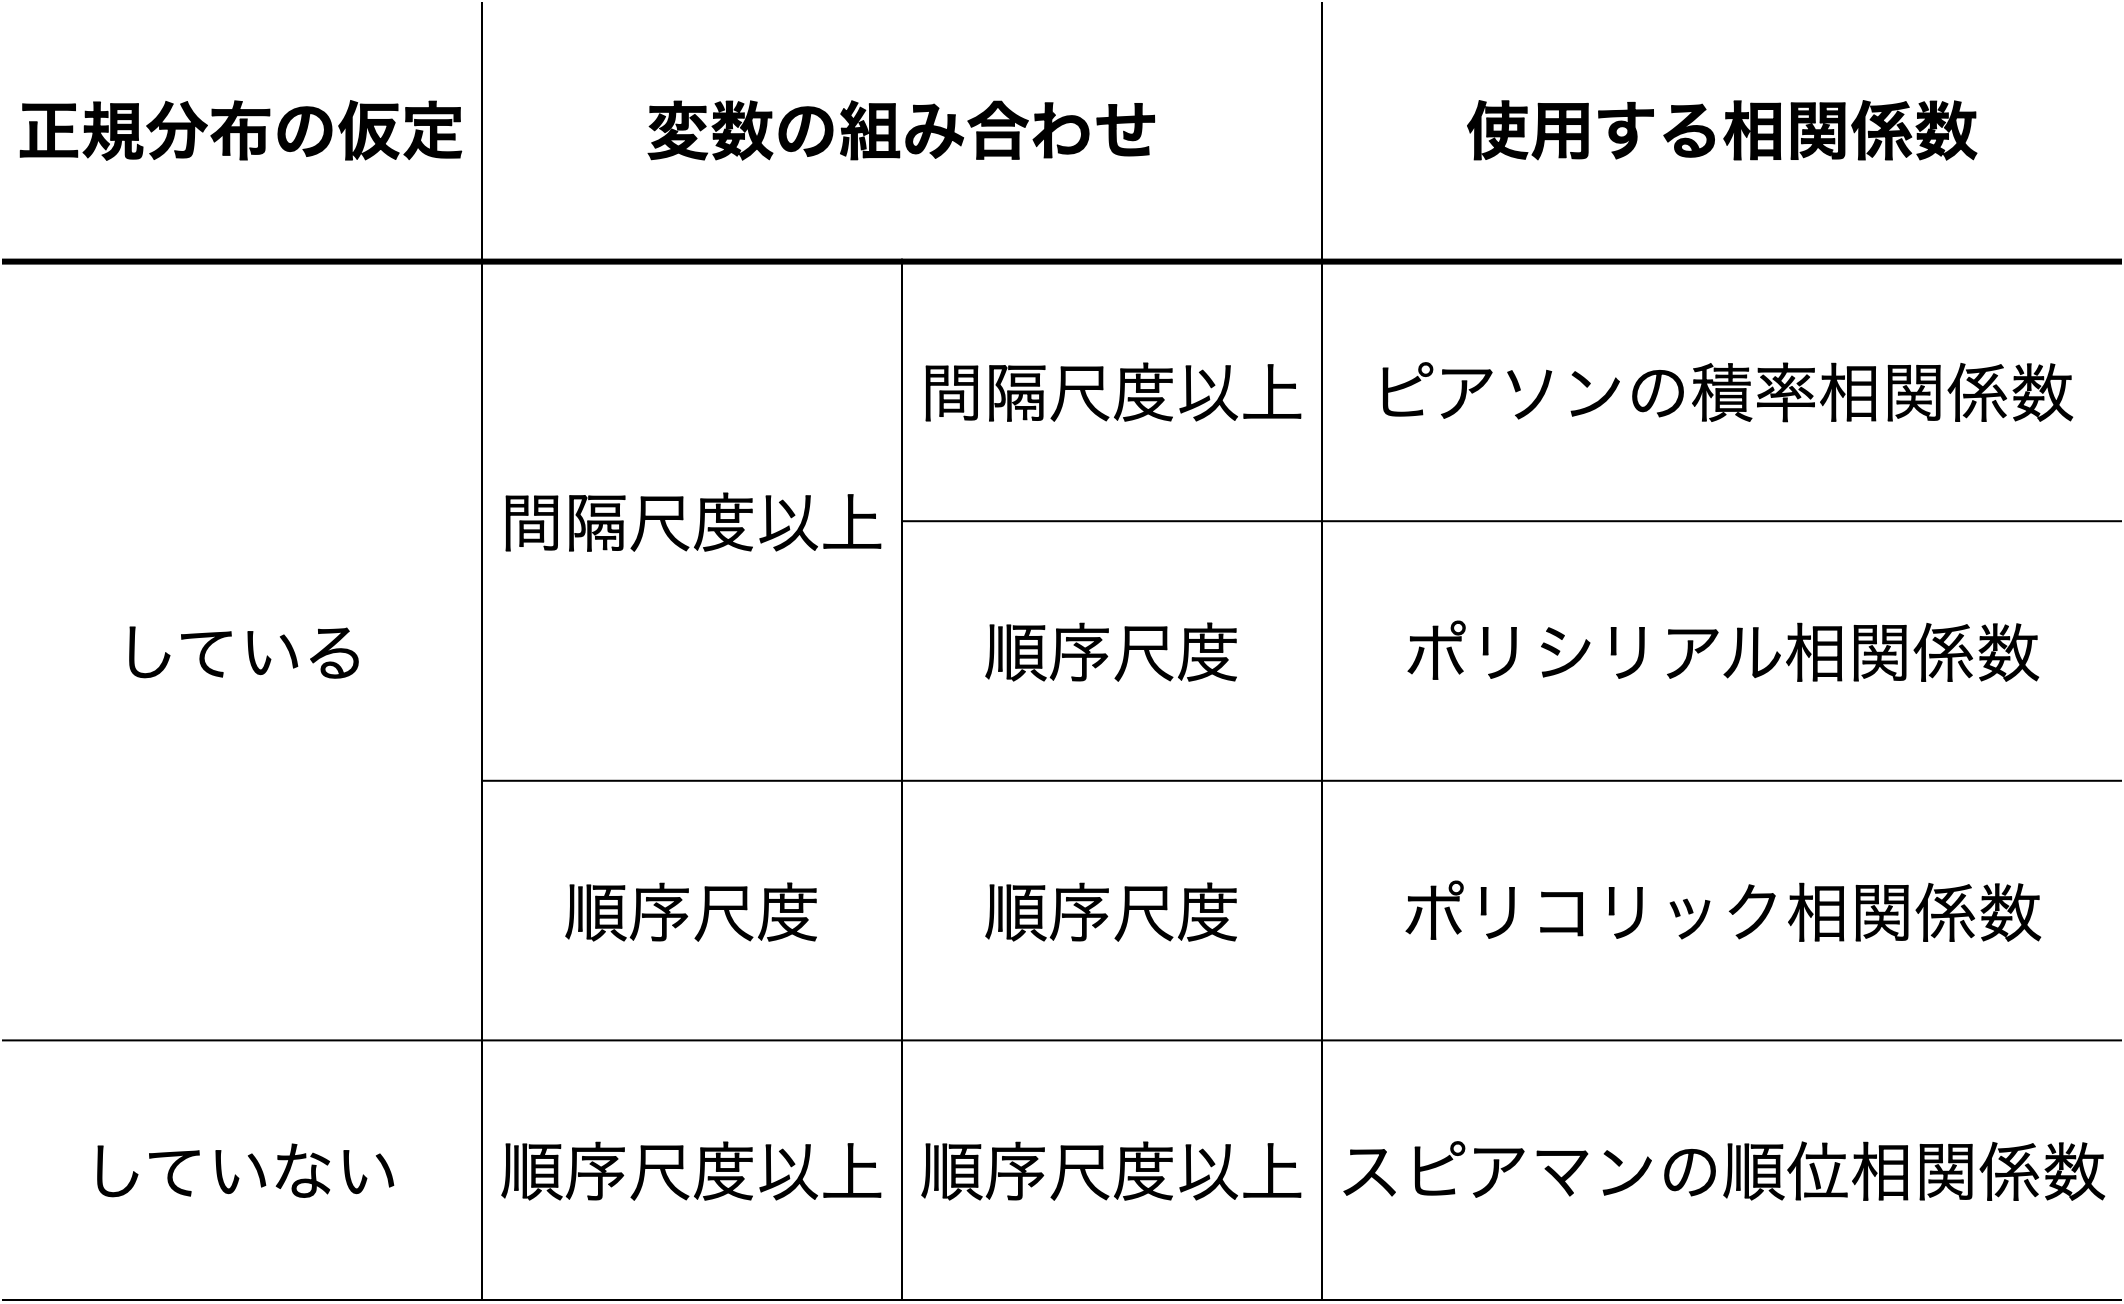 正規分布の仮定 変数の組み合わせ 使用する相関係数
間隔尺度以上 ピアソンの積率相関係数
間隔尺度以上
している 順序尺度 ポリシリアル相関係数
順序尺度 順序尺度 ポリコリック相関係数
していない 順序尺度以上 順序尺度以上 スピアマンの順位相関係数